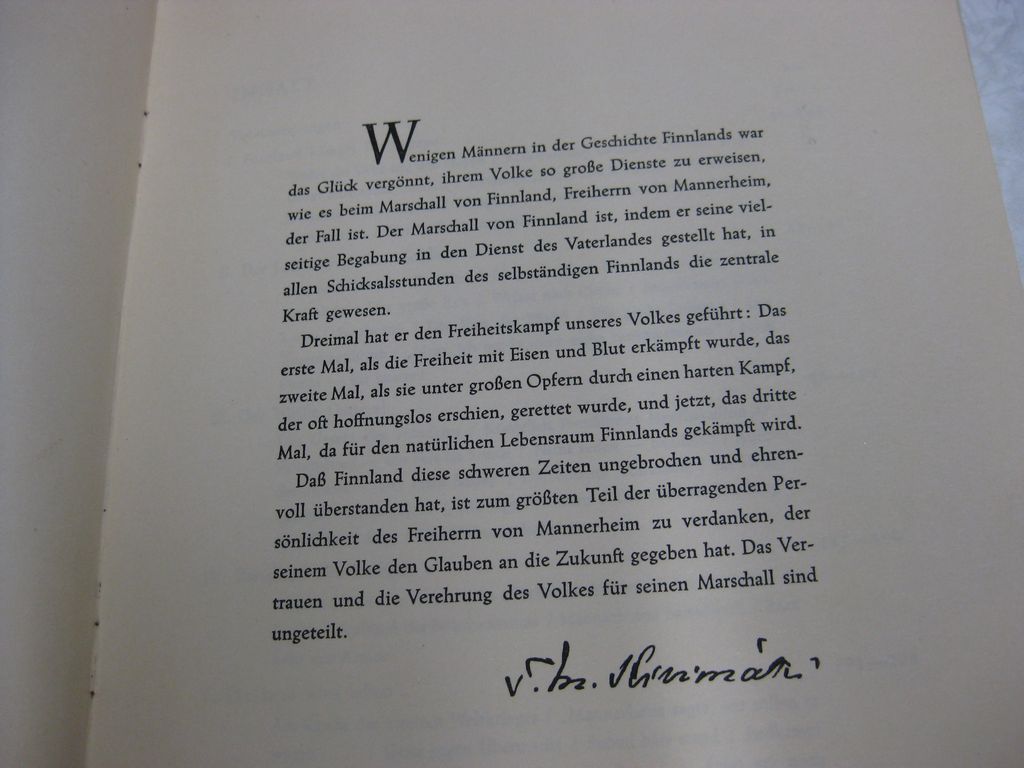 Wenigen Männern in der Geschichte Finnlands war
das Glück vergönnt, ihrem Volke so große Dienste zu erweisen,
wie es beim Marschall von Finnland, Freiherrn von Mannerheim,
der Fall ist. Der Marschall von Finnland ist, indem er seine viel-
seitige Begabung in den Dienst des Vaterlandes gestellt hat, in
allen Schicksalsstunden des selbständigen Finnlands die zentrale
Kraft gewesen.
Dreimal hat er den Freiheitskampf unseres Volkes geführt: Das
erste Mal, als die Freiheit mit Eisen und Blut erkämpft wurde, das
zweite Mal, als sie unter großen Opfern durch einen harten Kampf,
der oft hoffnungslos erschien, gerettet wurde, und jetzt, das dritte
Mal, da für den natürlichen Lebensraum Finnlands gekämpft wird.
Daß Finnland diese schweren Zeiten ungebrochen und ehren-
voll überstanden hat, ist zum größten Teil der überragenden Per-
sönlichkeit des Freiherrn von Mannerheim zu verdanken, der
seinem Volke den Glauben an die Zukunft gegeben hat. Das Ver-
trauen und die Verehrung des Volkes für seinen Marschall sind
ungeteilt.